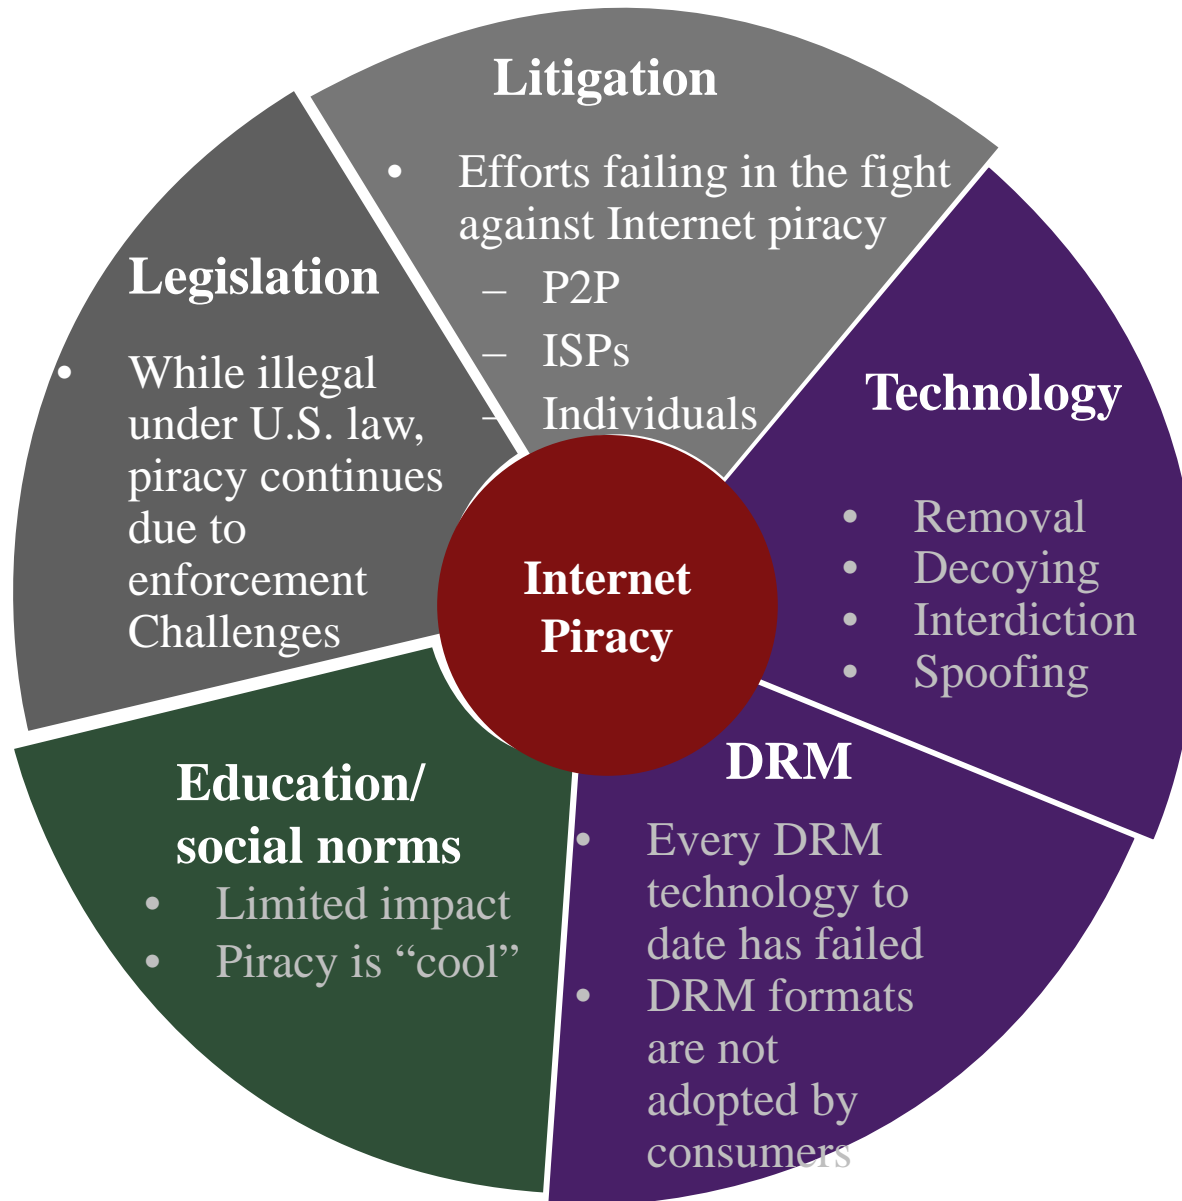 Litigation
• Efforts failing in the fight
against Internet piracy
– P2P
– ISPs
– Individuals
Legislation
• While illegal
under U.S. law,
piracy continues
due to
enforcement
Challenges
Technology
• Removal
• Decoying
• Interdiction
• Spoofing
Internet
Piracy
DRM
• Every DRM
technology to
date has failed
• DRM formats
are not
adopted by
consumers
Education/
social norms
• Limited impact
• Piracy is “cool”